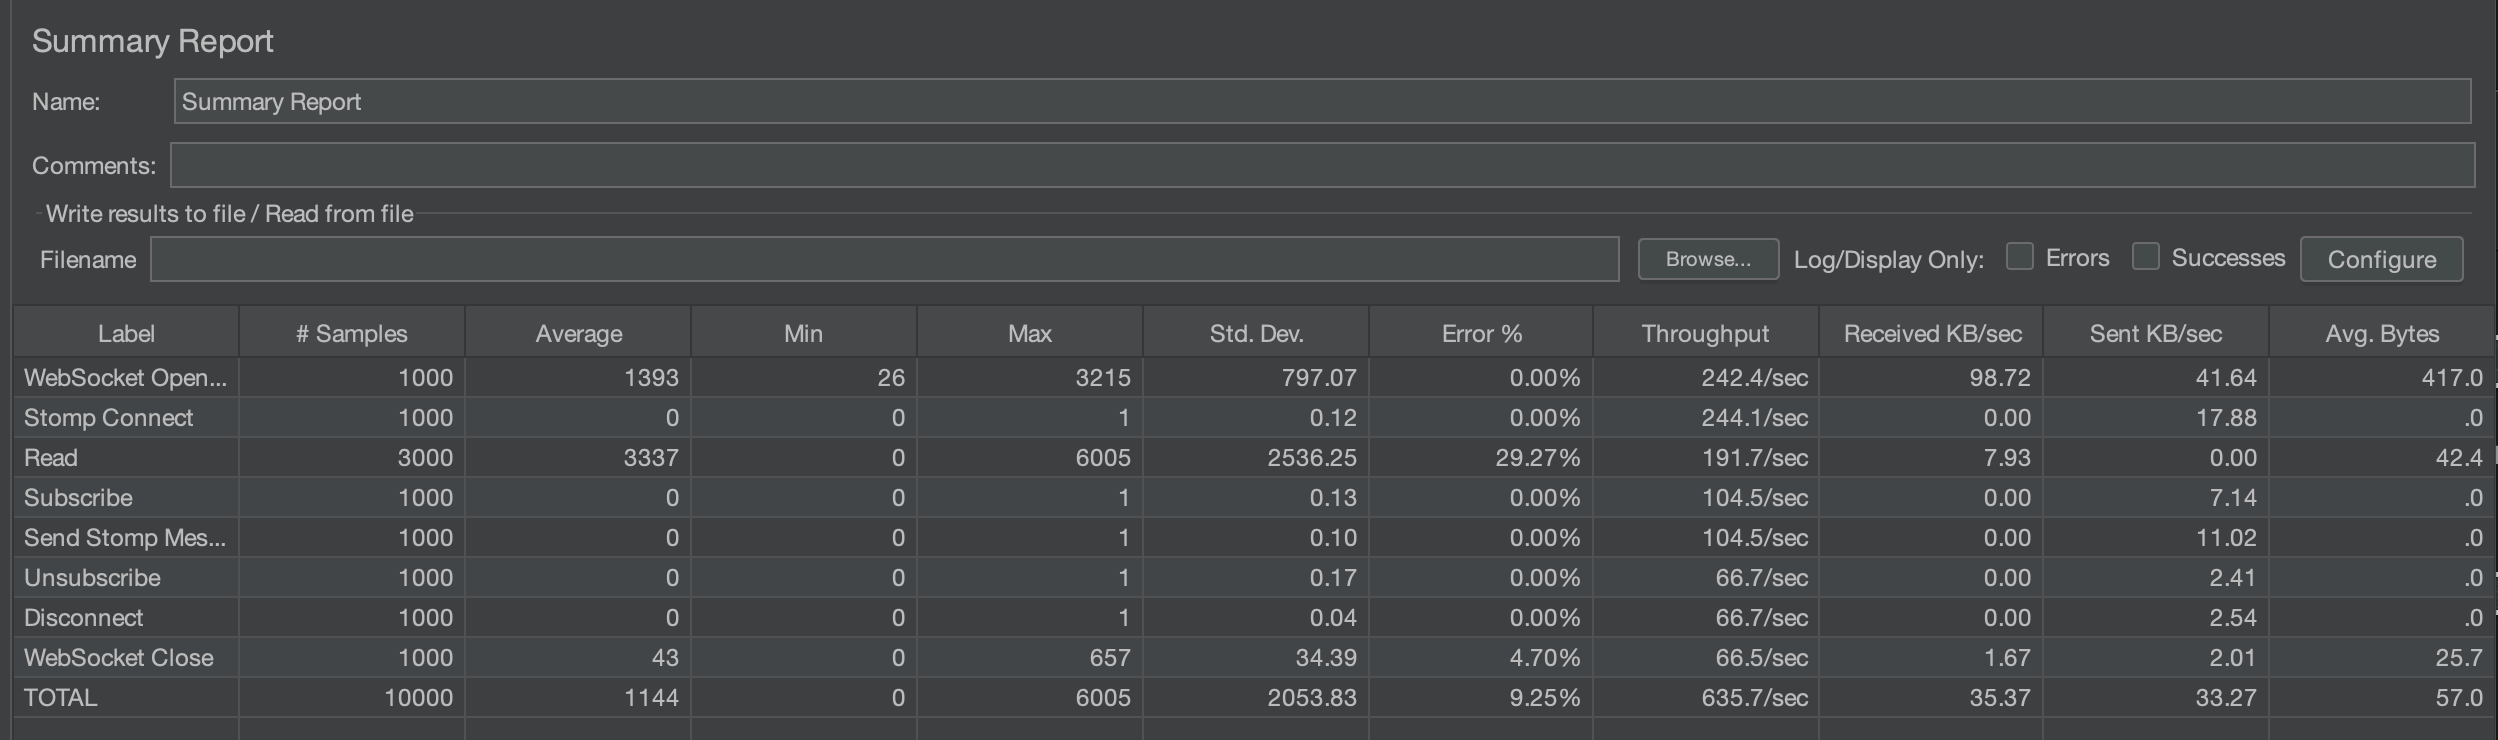 Summary Report
Name: Summary Report
Comments:
Write results to file / Read from file
Filename Browse... Log/Display Only: Errors Successes Configure
Label # Samples Average Min Max Std. Dev. Error % Throughput Received KB/sec Sent KB/sec Avg. Bytes
WebSocket Open... 1000 1393 26 3215 797.07 0.00% 242.4/sec 98.72 41.64 417.0
Stomp Connect 1000 0 0 1 0.12 0.00% 244.1/sec 0.00 17.88 .0
Read 3000 3337 0 6005 2536.25 29.27% 191.7/sec 7.93 0.00 42.4
Subscribe 1000 0 0 1 0.13 0.00% 104.5/sec 0.00 7.14 .0
Send Stomp Mes... 1000 0 0 1 0.10 0.00% 104.5/sec 0.00 11.02 .0
Unsubscribe 1000 0 0 1 0.17 0.00% 66.7/sec 0.00 2.41 .0
Disconnect 1000 0 0 1 0.04 0.00% 66.7/sec 0.00 2.54 .0
WebSocket Close 1000 43 0 657 34.39 4.70% 66.5/sec 1.67 2.01 25.7
TOTAL 10000 1144 0 6005 2053.83 9.25% 635.7/sec 35.37 33.27 57.0